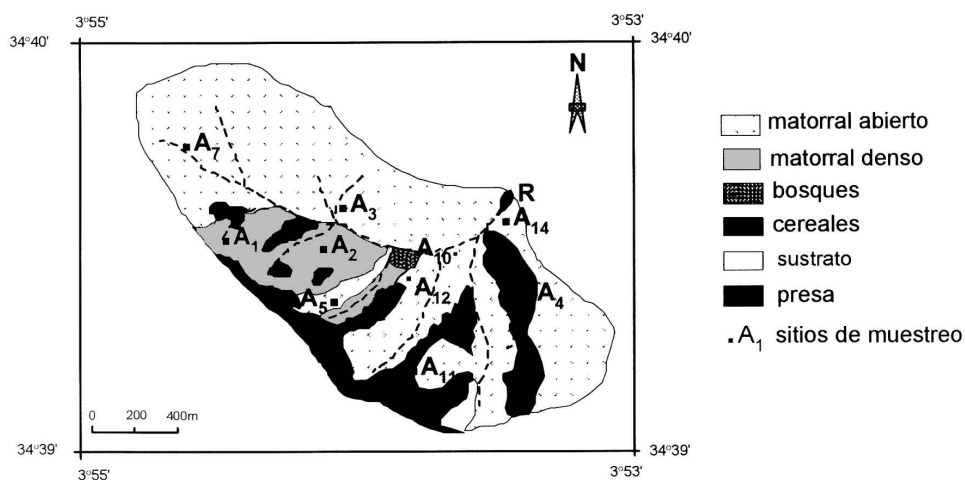 3°55' 3°53'
34°40' 34°40'
N
A7
R
A3
A14
A1
A2
A10
A5
A12
A4
A11
0 200 400m
34°39' 34°39'
3°55' 3°53'
matorral abierto
matorral denso
bosques
cereales
sustrato
presa
A1 sitios de muestreo